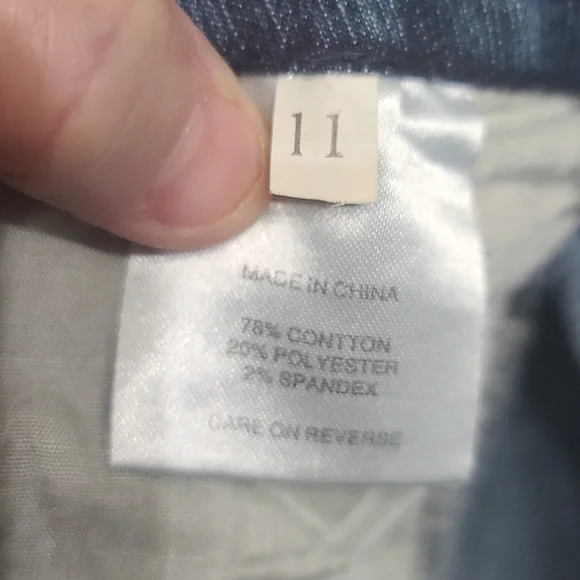 11
MADE IN CHINA
78% CONTTON
20% POLYESTER
2% SPANDEX
CARE ON REVERSE